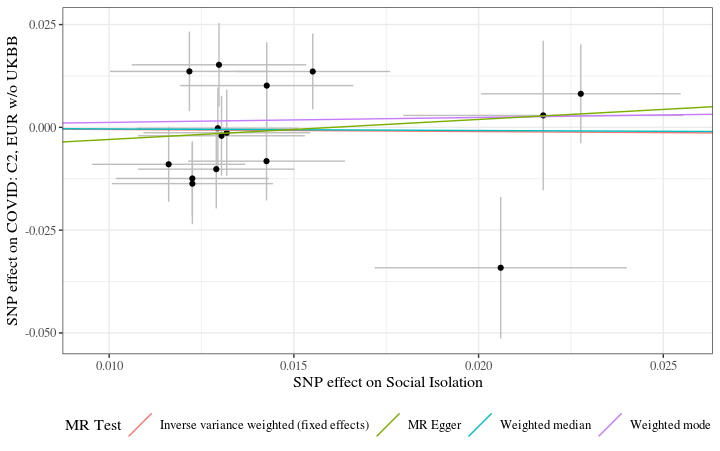 SNP effect on COVID: C2, EUR w/o UKBB
0.025
0.000
-0.025
-0.050
0.010
0.015
0.020
0.025
SNP effect on Social Isolation
MR Test
Inverse variance weighted (fixed effects)
MR Egger
Weighted median
Weighted mode